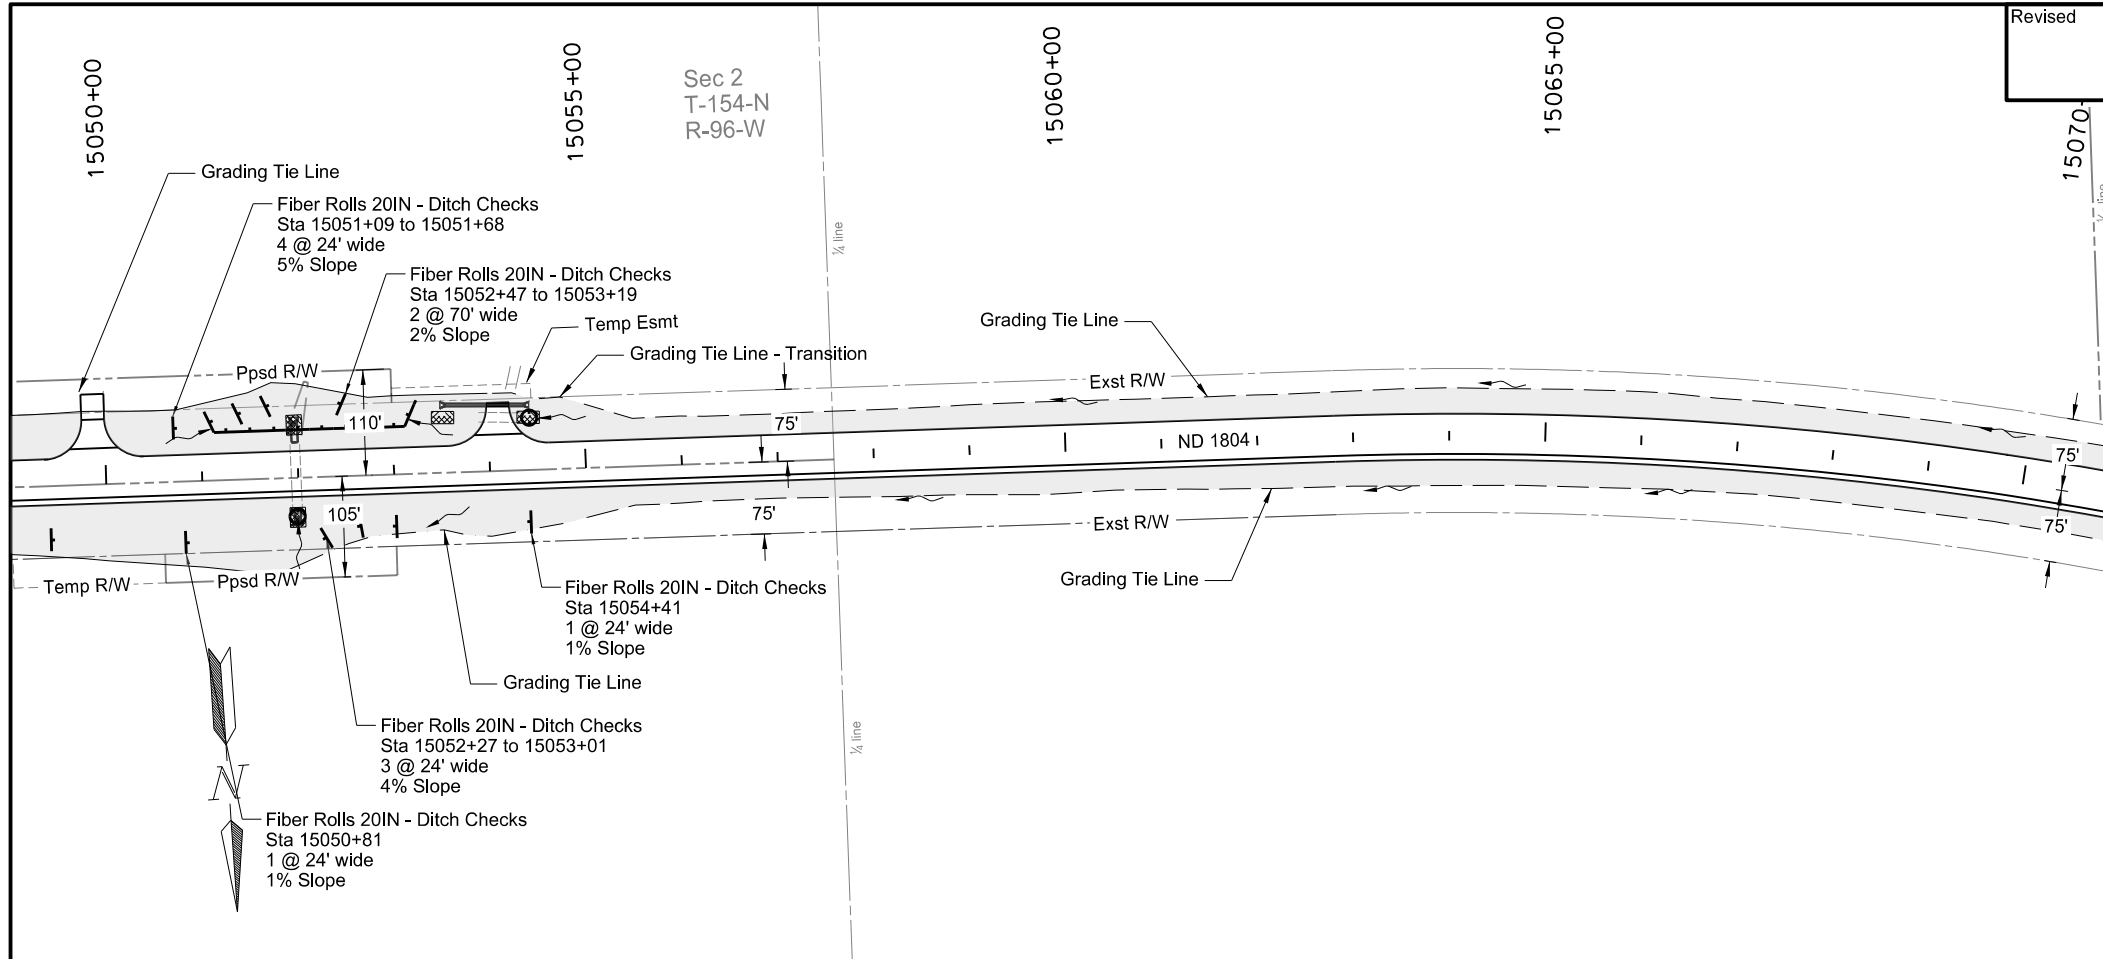 Revised
15050+00
15055+00
15060+00
15065+00
15070
Sec 2
T-154-N
R-96-W
Grading Tie Line
Fiber Rolls 20IN - Ditch Checks
Sta 15051+09 to 15051+68
4 @ 24' wide
5% Slope
Fiber Rolls 20IN - Ditch Checks
Sta 15052+47 to 15053+19
2 @ 70' wide
2% Slope
Temp Esmt
Grading Tie Line - Transition
Grading Tie Line
¼ line
¼ line
Ppsd R/W
Exst R/W
110'
75'
ND 1804
75'
105'
75'
Exst R/W
75'
Temp R/W
Ppsd R/W
Grading Tie Line
Fiber Rolls 20IN - Ditch Checks
Sta 15054+41
1 @ 24' wide
1% Slope
Grading Tie Line
Fiber Rolls 20IN - Ditch Checks
Sta 15052+27 to 15053+01
3 @ 24' wide
4% Slope
¼ line
N
Fiber Rolls 20IN - Ditch Checks
Sta 15050+81
1 @ 24' wide
1% Slope